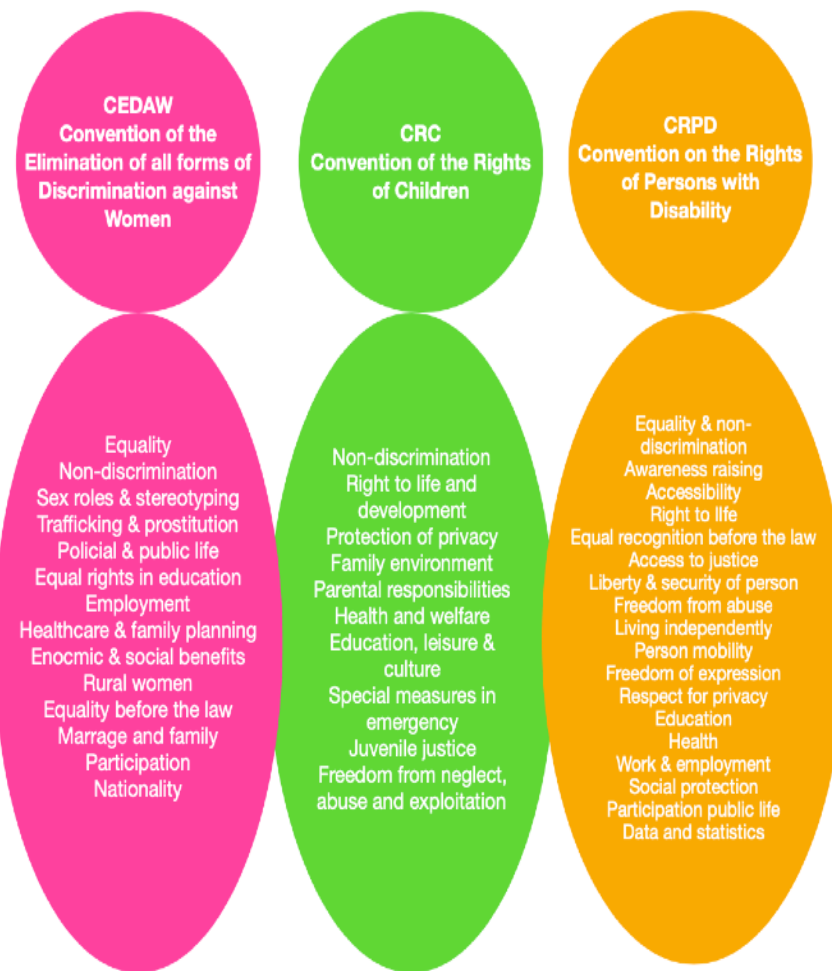 CEDAW
Convention of the
Elimination of all forms of
Discrimination against
Women
Equality
Non-discrimination
Sex roles & stereotyping
Trafficking & prostitution
Policial & public life
Equal rights in education
Employment
Healthcare & family planning
Enocmic & social benefits
Rural women
Equality before the law
Marrage and family
Participation
Nationality
CRC
Convention of the Rights
of Children
Non-discrimination
Right to life and
development
Protection of privacy
Family environment
Parental responsibilities
Health and welfare
Education, leisure &
culture
Special measures in
emergency
Juvenile justice
Freedom from neglect,
abuse and exploitation
CRPD
Convention on the Rights
of Persons with
Disability
Equality & non-
discrimination
Awareness raising
Accessibility
Right to lIfe
Equal recognition before the law
Access to justice
Liberty & security of person
Freedom from abuse
Living independently
Person mobility
Freedom of expression
Respect for privacy
Education
Health
Work & employment
Social protection
Participation public life
Data and statistics